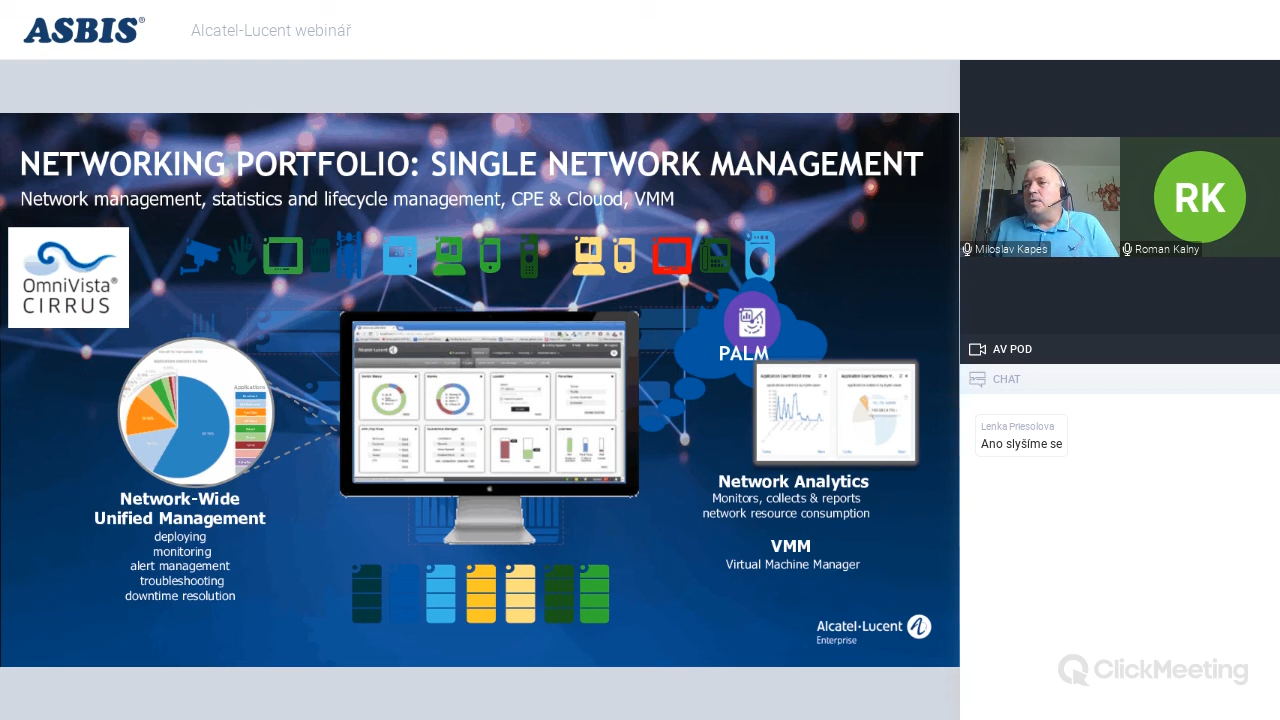 ASBIS®
Alcatel-Lucent webinář
NETWORKING PORTFOLIO: SINGLE NETWORK MANAGEMENT
Network management, statistics and lifecycle management, CPE & Clouod, VMM
OmniVista®
CIRRUS
RK
Miloslav Kapes
Roman Kalny
AV POD
CHAT
Lenka Priesolova
Ano slyšíme se
PALM
Applications
Alcatel-Lucent
Network-Wide
Unified Management
deploying
monitoring
alert management
troubleshooting
downtime resolution
Network Analytics
Monitors, collects & reports
network resource consumption
VMM
Virtual Machine Manager
Alcatel·Lucent
Enterprise
ClickMeeting